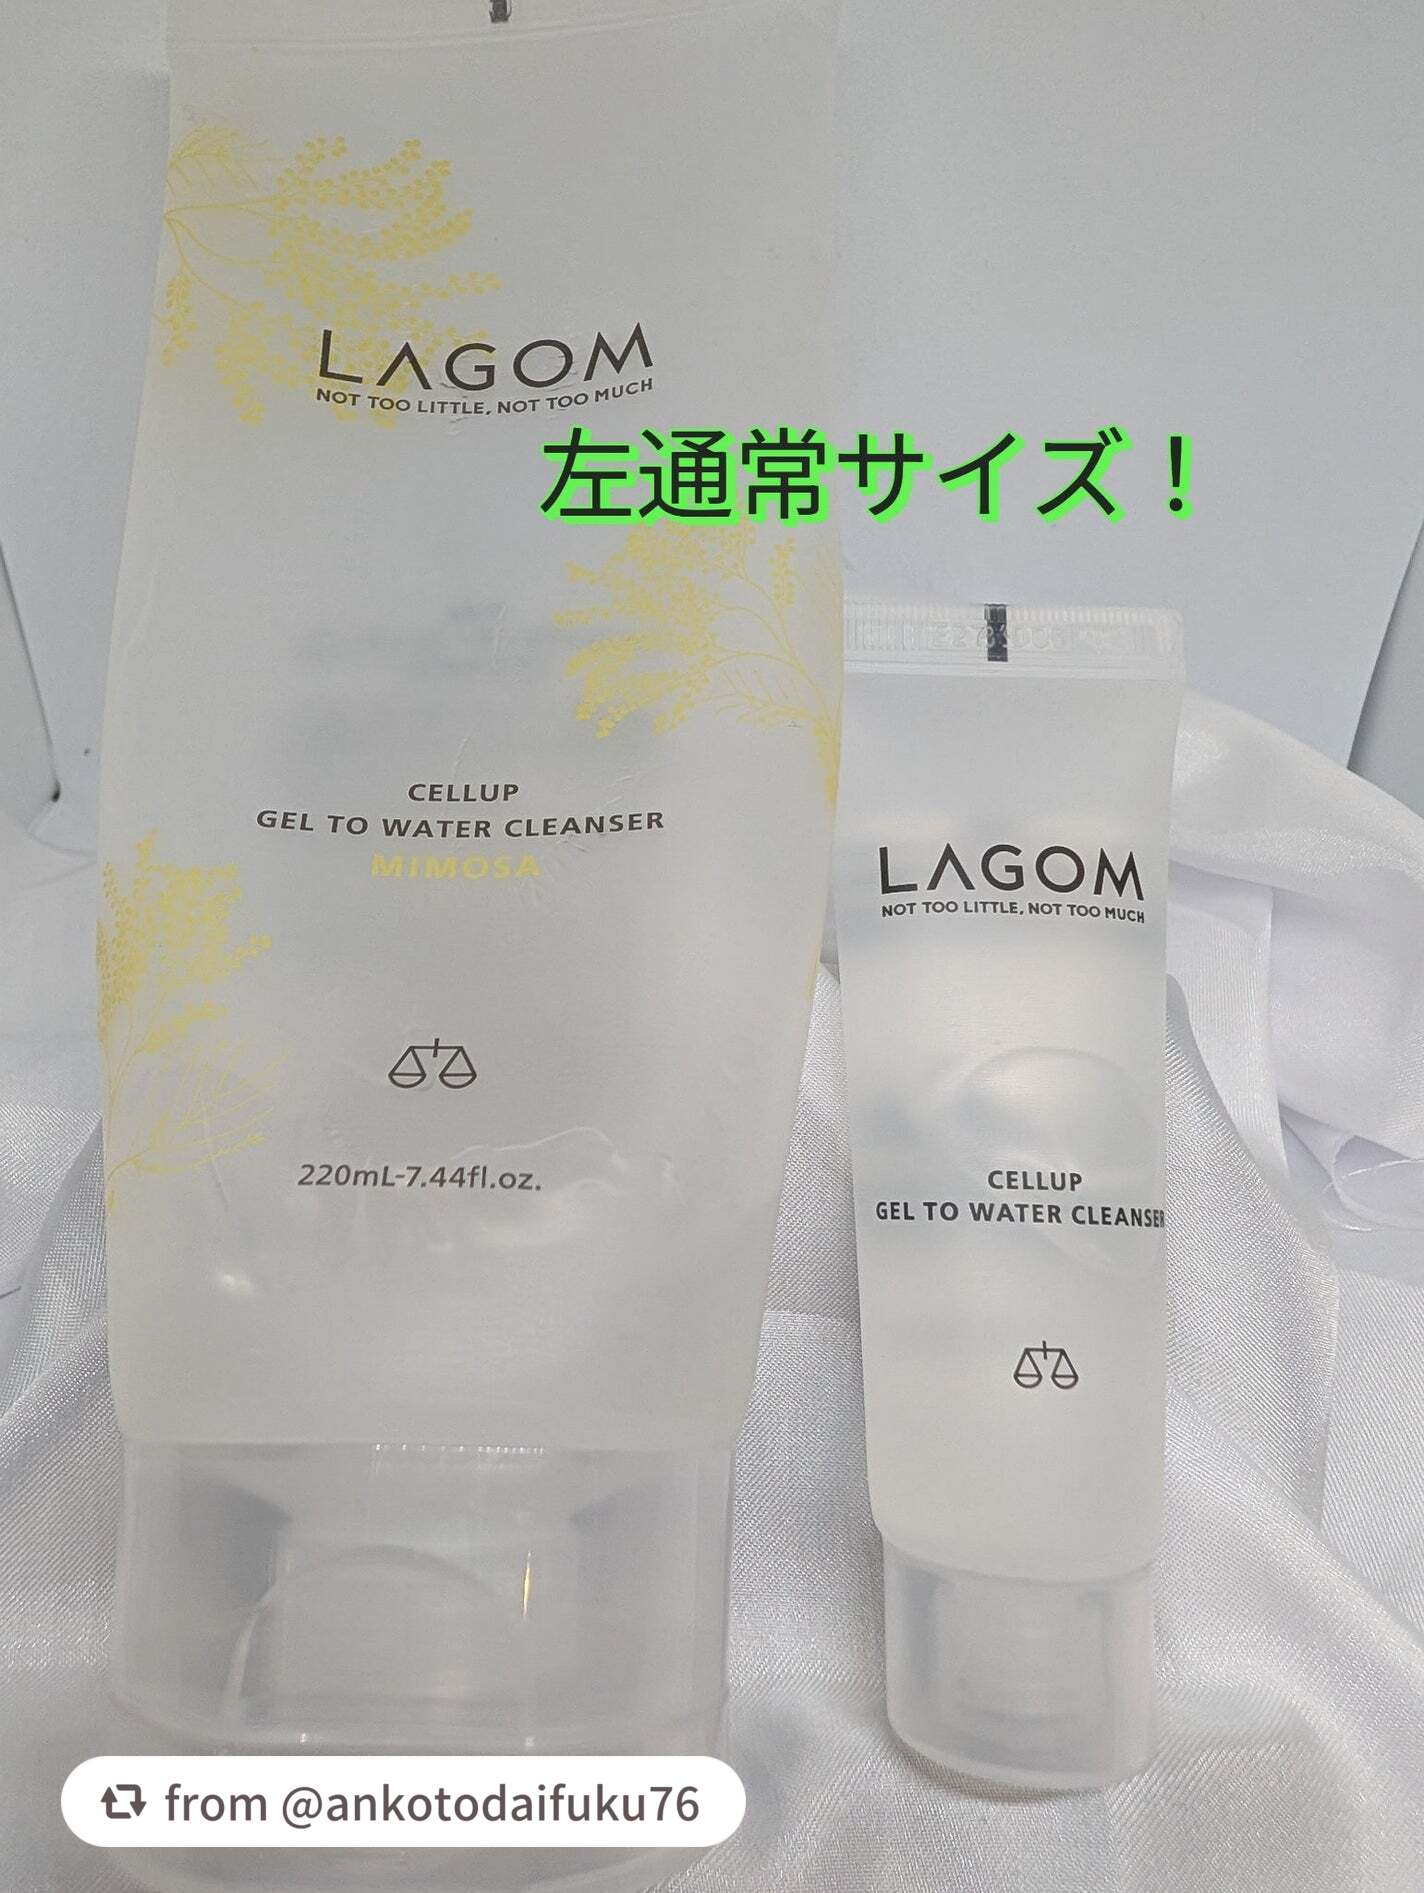 LAGOM
NOT TOO LITTLE, NOT TOO MUCH
左通常サイズ！
CELLUP
GEL TO WATER CLEANSER
MIMOSA
220mL-7.44fl.oz.
LAGOM
NOT TOO LITTLE, NOT TOO MUCH
CELLUP
GEL TO WATER CLEANSER
from @ankotodaifuku76